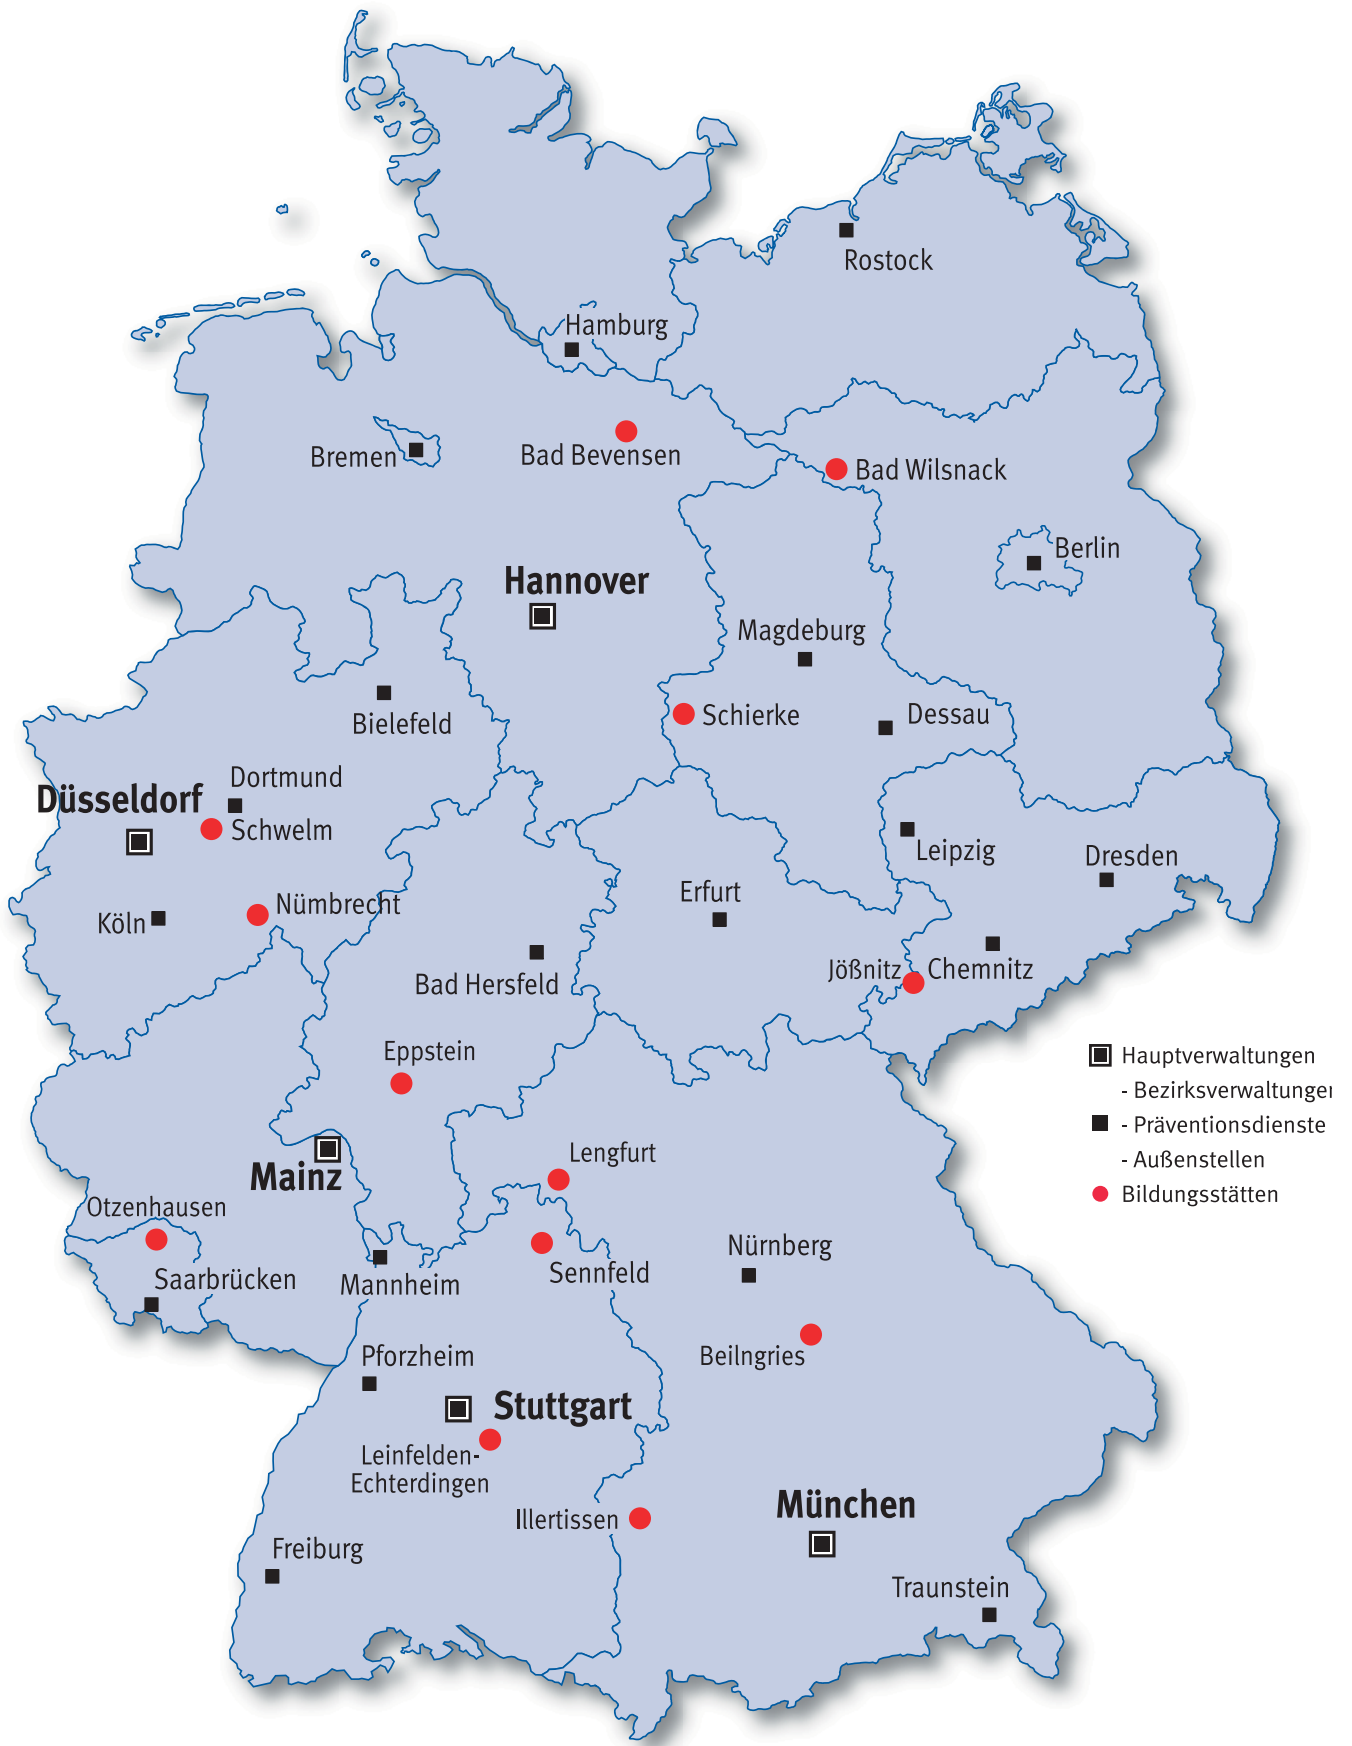 Rostock
Hamburg
Bremen
Bad Bevensen
Bad Wilsnack
Berlin
Hannover
Magdeburg
Schierke
Dessau
Bielefeld
Dortmund
Düsseldorf
Schwelm
Leipzig
Dresden
Nümbrecht
Köln
Erfurt
Bad Hersfeld
Jößnitz
Chemnitz
Eppstein
Hauptverwaltungen
- Bezirksverwaltungen
- Präventionsdienste
- Außenstellen
Bildungsstätten
Lengfurt
Mainz
Otzenhausen
Saarbrücken
Mannheim
Sennfeld
Nürnberg
Beilngries
Pforzheim
Stuttgart
Leinfelden-
Echterdingen
Illertissen
München
Freiburg
Traunstein